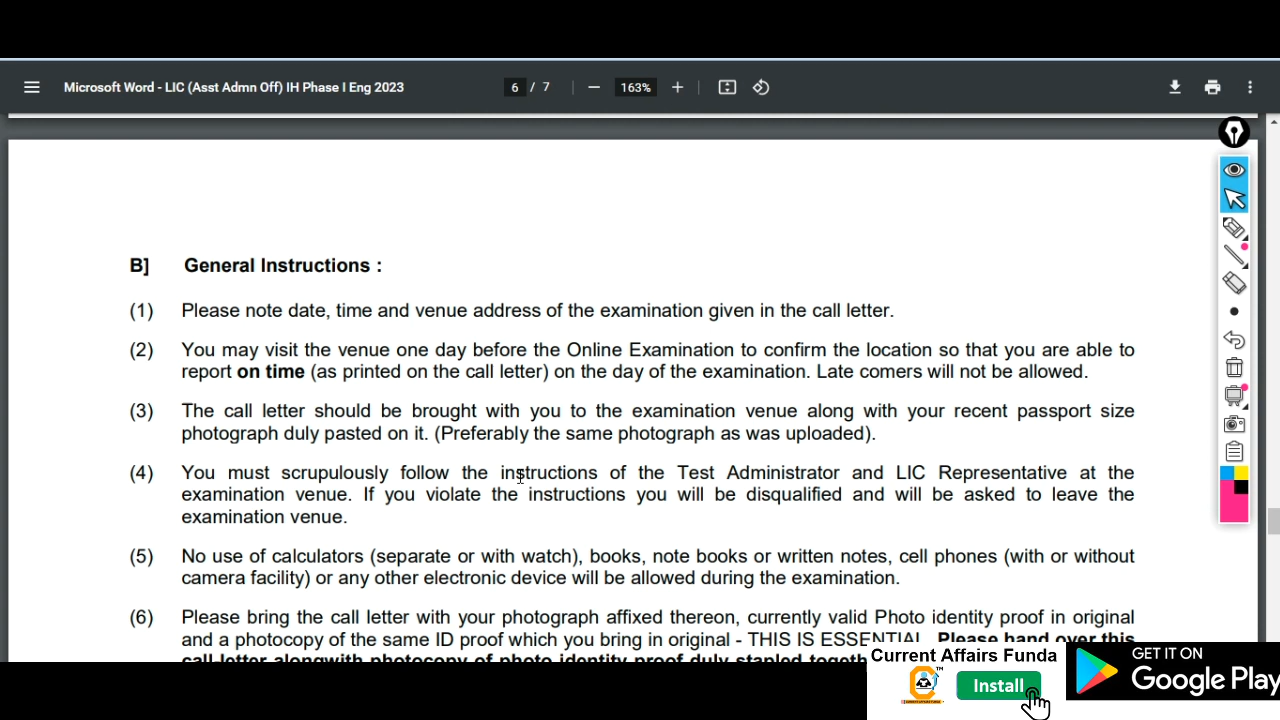 Microsoft Word - LIC (Asst Admn Off) IH Phase I Eng 2023
6 / 7
163%
B] General Instructions :
(1) Please note date, time and venue address of the examination given in the call letter.
(2) You may visit the venue one day before the Online Examination to confirm the location so that you are able to
report on time (as printed on the call letter) on the day of the examination. Late comers will not be allowed.
(3) The call letter should be brought with you to the examination venue along with your recent passport size
photograph duly pasted on it. (Preferably the same photograph as was uploaded).
(4) You must scrupulously follow the instructions of the Test Administrator and LIC Representative at the
examination venue. If you violate the instructions you will be disqualified and will be asked to leave the
examination venue.
(5) No use of calculators (separate or with watch), books, note books or written notes, cell phones (with or without
camera facility) or any other electronic device will be allowed during the examination.
(6) Please bring the call letter with your photograph affixed thereon, currently valid Photo identity proof in original
and a photocopy of the same ID proof which you bring in original - THIS IS ESSENTIAL. Please hand over this
call-letter alongwith photocopy of photo identity proof duly stapled togeth
Current Affairs Funda
Install
GET IT ON
Google Play